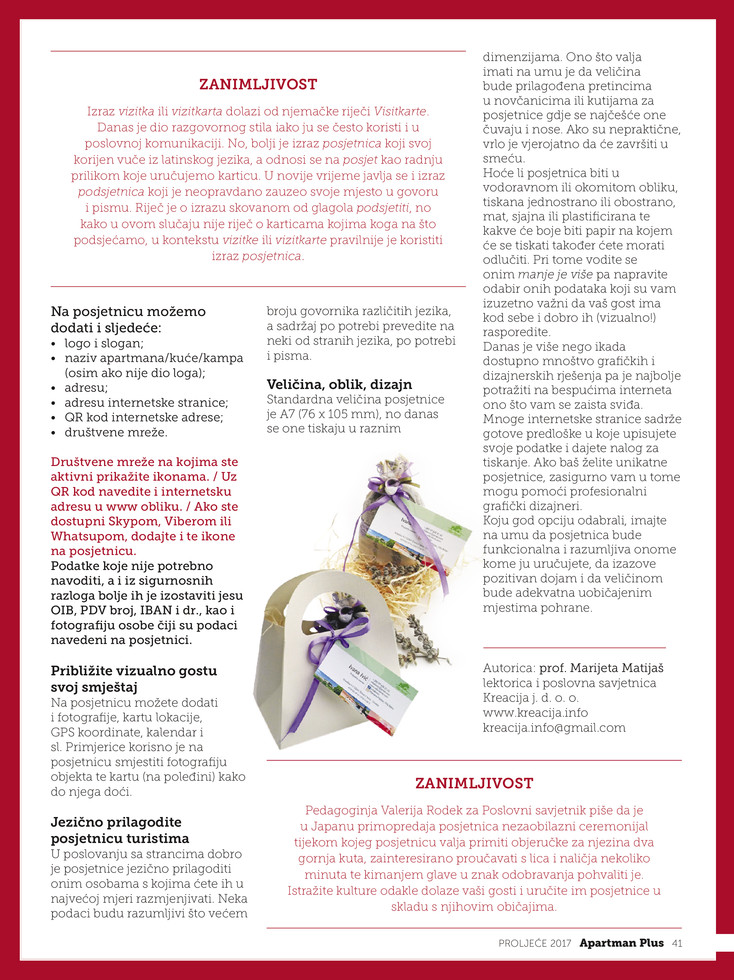 ZANIMLJIVOST
Izraz vizitka ili vizitkarta dolazi od njemačke riječi Visitkarte.
Danas je dio razgovornog stila iako ju se često koristi i u
poslovnoj komunikaciji. No, bolji je izraz posjetnica koji svoj
korijen vuče iz latinskog jezika, a odnosi se na posjet kao radnju
prilikom koje uručujemo karticu. U novije vrijeme javlja se i izraz
podsjetnica koji je neopravdano zauzeo svoje mjesto u govoru
i pismu. Riječ je o izrazu skovanom od glagola podsjetiti, no
kako u ovom slučaju nije riječ o karticama kojima koga na što
podsjećamo, u kontekstu vizitke ili vizitkarte pravilnije je koristiti
izraz posjetnica.
Na posjetnicu možemo
dodati i sljedeće:
• logo i slogan;
• naziv apartmana/kuće/kampa
(osim ako nije dio loga);
• adresu;
• adresu internetske stranice;
• QR kod internetske adrese;
• društvene mreže.
Društvene mreže na kojima ste
aktivni prikažite ikonama. / Uz
QR kod navedite i internetsku
adresu u www obliku. / Ako ste
dostupni Skypom, Viberom ili
Whatsupom, dodajte i te ikone
na posjetnicu.
Podatke koje nije potrebno
navoditi, a i iz sigurnosnih
razloga bolje ih je izostaviti jesu
OIB, PDV broj, IBAN i dr., kao i
fotografiju osobe čiji su podaci
navedeni na posjetnici.
Približite vizualno gostu
svoj smještaj
Na posjetnicu možete dodati
i fotografije, kartu lokacije,
GPS koordinate, kalendar i
sl. Primjerice korisno je na
posjetnicu smjestiti fotografiju
objekta te kartu (na poleđini) kako
do njega doći.
Jezično prilagodite
posjetnicu turistima
U poslovanju sa strancima dobro
je posjetnice jezično prilagoditi
onim osobama s kojima ćete ih u
najvećoj mjeri razmjenjivati. Neka
podaci budu razumljivi što većem
broju govornika različitih jezika,
a sadržaj po potrebi prevedite na
neki od stranih jezika, po potrebi
i pisma.
Veličina, oblik, dizajn
Standardna veličina posjetnice
je A7 (76 x 105 mm), no danas
se one tiskaju u raznim
dimenzijama. Ono što valja
imati na umu je da veličina
bude prilagođena pretincima
u novčanicima ili kutijama za
posjetnice gdje se najčešće one
čuvaju i nose. Ako su nepraktične,
vrlo je vjerojatno da će završiti u
smeću.
Hoće li posjetnica biti u
vodoravnom ili okomitom obliku,
tiskana jednostrano ili obostrano,
mat, sjajna ili plastificirana te
kakve će boje biti papir na kojem
će se tiskati također ćete morati
odlučiti. Pri tome vodite se
onim manje je više pa napravite
odabir onih podataka koji su vam
izuzetno važni da vaš gost ima
kod sebe i dobro ih (vizualno!)
rasporedite.
Danas je više nego ikada
dostupno mnoštvo grafičkih i
dizajnerskih rješenja pa je najbolje
potražiti na bespućima interneta
ono što vam se zaista sviđa.
Mnoge internetske stranice sadrže
gotove predloške u koje upisujete
svoje podatke i dajete nalog za
tiskanje. Ako baš želite unikatne
posjetnice, zasigurno vam u tome
mogu pomoći profesionalni
grafički dizajneri.
Koju god opciju odabrali, imajte
na umu da posjetnica bude
funkcionalna i razumljiva onome
kome ju uručujete, da izazove
pozitivan dojam i da veličinom
bude adekvatna uobičajenim
mjestima pohrane.
Autorica: prof. Marijeta Matijaš
lektorica i poslovna savjetnica
Kreacija j. d. o. o.
www.kreacija.info
kreacija.info@gmail.com
ZANIMLJIVOST
Pedagoginja Valerija Rodek za Poslovni savjetnik piše da je
u Japanu primopredaja posjetnica nezaobilazni ceremonijal
tijekom kojeg posjetnicu valja primiti objeručke za njezina dva
gornja kuta, zainteresirano proučavati s lica i naličja nekoliko
minuta te kimanjem glave u znak odobravanja pohvaliti je.
Istražite kulture odakle dolaze vaši gosti i uručite im posjetnice u
skladu s njihovim običajima.
PROLJEĆE 2017 Apartman Plus 41